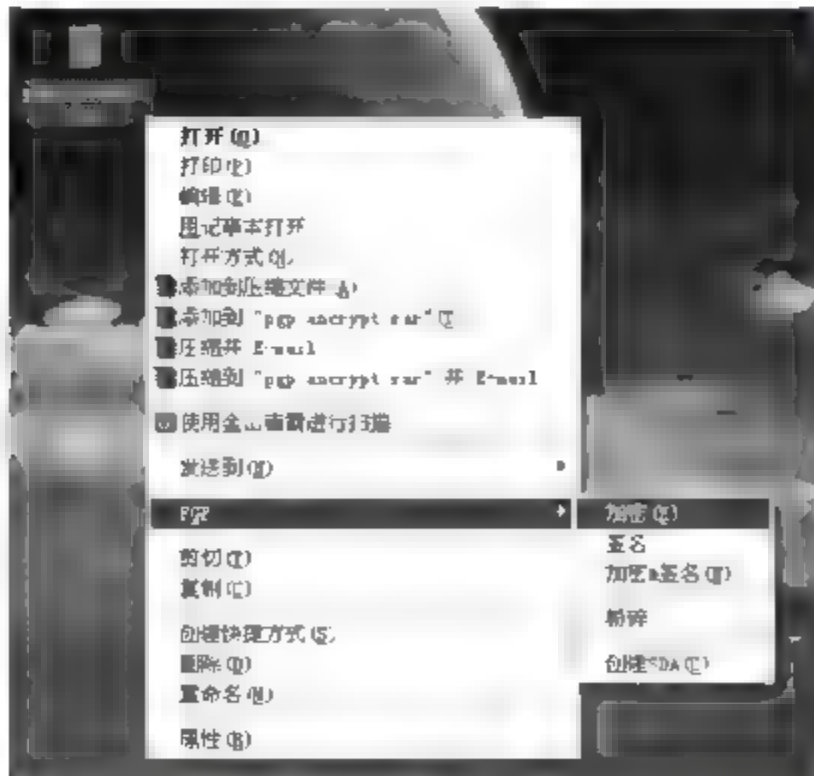 打开(O)
打印(P)
编辑(E)
用记事本打开
打开方式(H)
添加到压缩文件(A)
添加到 "pgp encrypt rar"(T)
压缩并 E-mail
压缩到 "pgp encrypt rar" 并 E-mail
使用金山毒霸进行扫描
发送到(N)
PGP
加密(E)
签名
加密&签名(N)
粉碎
创建SDA(C)
剪切(T)
复制(C)
创建快捷方式(S)
删除(D)
重命名(M)
属性(R)